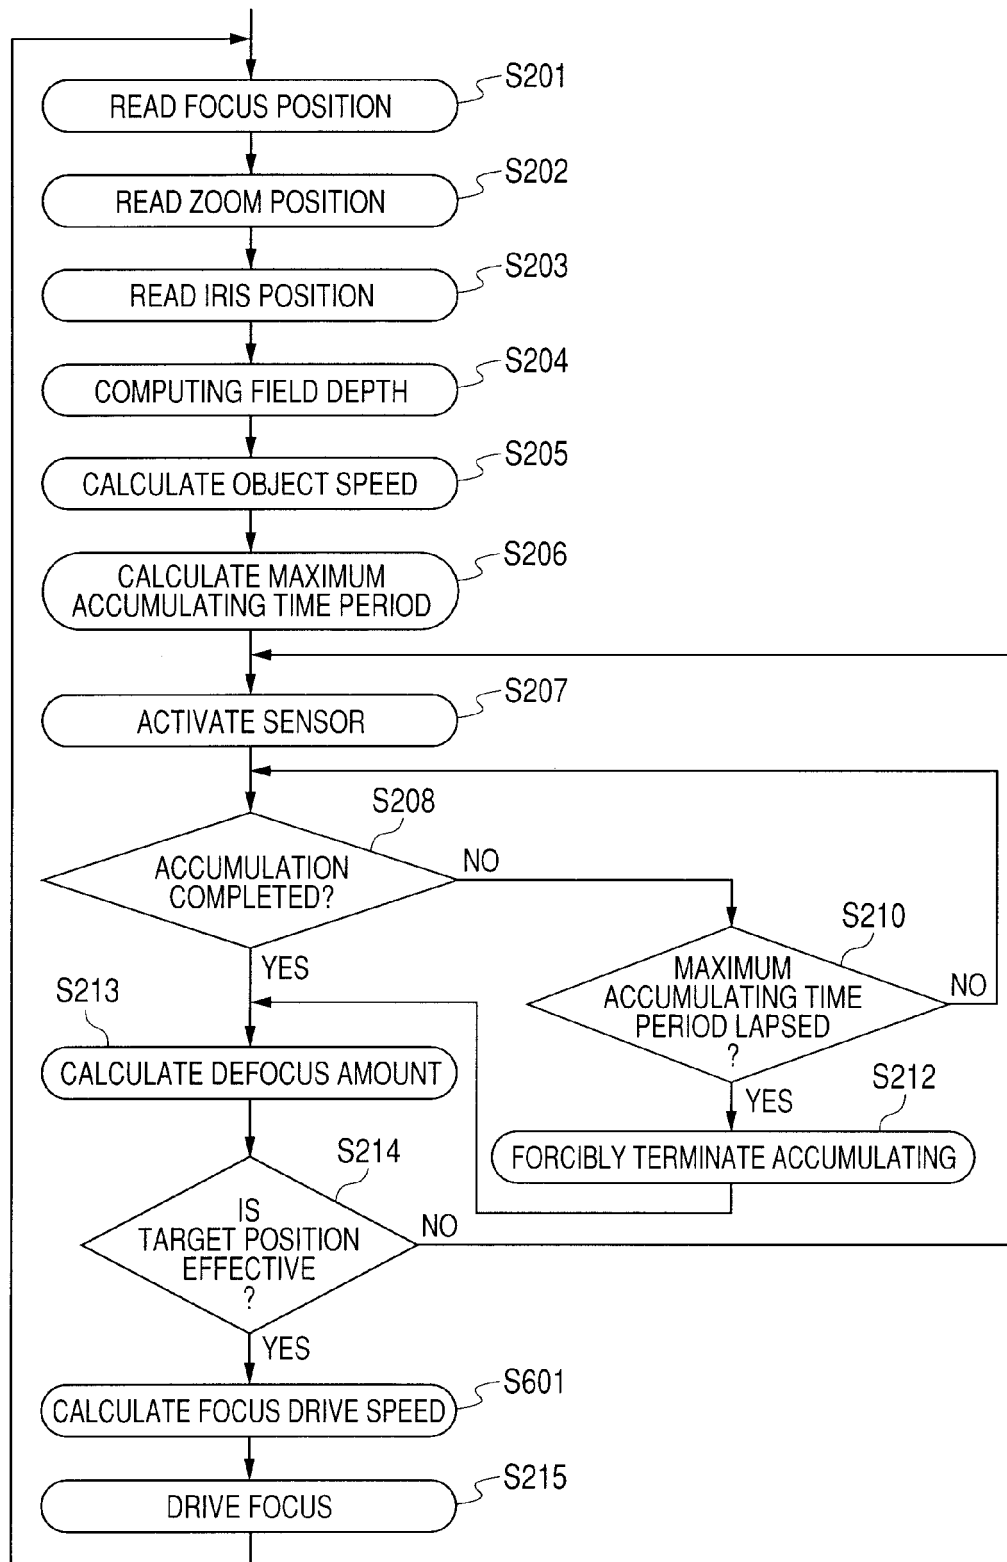 READ FOCUS POSITION
S201
READ ZOOM POSITION
S202
READ IRIS POSITION
S203
COMPUTING FIELD DEPTH
S204
CALCULATE OBJECT SPEED
S205
CALCULATE MAXIMUM
ACCUMULATING TIME PERIOD
S206
ACTIVATE SENSOR
S207
S208
ACCUMULATION
COMPLETED?
NO
YES
S210
MAXIMUM
ACCUMULATING TIME
PERIOD LAPSED
?
NO
YES
S212
FORCIBLY TERMINATE ACCUMULATING
S213
CALCULATE DEFOCUS AMOUNT
S214
IS
TARGET POSITION
EFFECTIVE
?
NO
YES
S601
CALCULATE FOCUS DRIVE SPEED
S215
DRIVE FOCUS